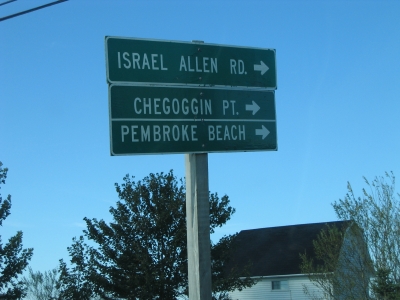 ISRAEL ALLEN RD. →
CHEGOGGIN PT. →
PEMBROKE BEACH →